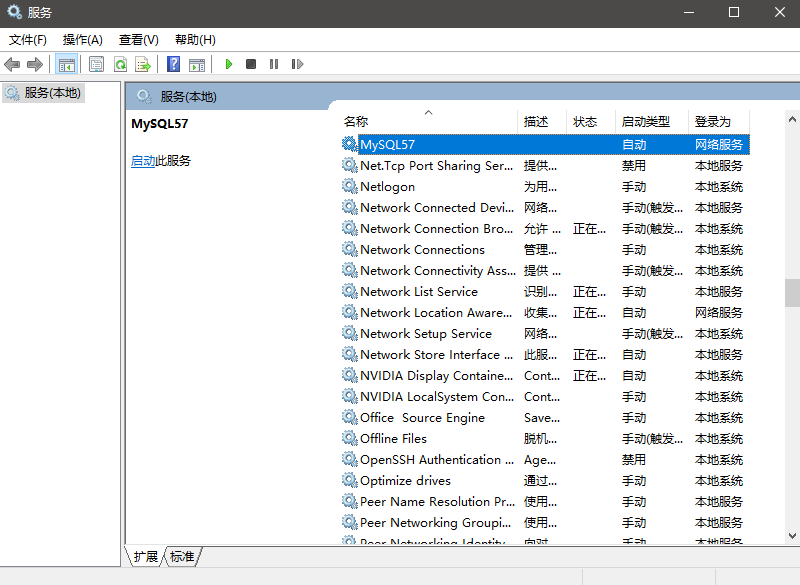 服务
文件(F) 操作(A) 查看(V) 帮助(H)
服务(本地)
服务(本地)
MySQL57
启动此服务
名称 描述 状态 启动类型 登录为
MySQL57 自动 网络服务
Net.Tcp Port Sharing Ser... 提供... 禁用 本地服务
Netlogon 为用... 手动 本地系统
Network Connected Devi... 网络... 手动(触发... 本地服务
Network Connection Bro... 允许 ... 正在... 手动(触发... 本地系统
Network Connections 管理... 手动 本地系统
Network Connectivity Ass... 提供 ... 手动(触发... 本地系统
Network List Service 识别... 正在... 手动 本地服务
Network Location Aware... 收集... 正在... 自动 网络服务
Network Setup Service 网络... 手动(触发... 本地系统
Network Store Interface ... 此服... 正在... 自动 本地服务
NVIDIA Display Containe... Cont... 正在... 自动 本地系统
NVIDIA LocalSystem Con... Cont... 手动 本地系统
Office  Source Engine Save... 手动 本地系统
Offline Files 脱机... 手动(触发... 本地系统
OpenSSH Authentication ... Age... 禁用 本地系统
Optimize drives 通过... 手动 本地系统
Peer Name Resolution Pr... 使用... 手动 本地服务
Peer Networking Groupi... 使用... 手动 本地服务
Peer Networking Identity 向对 手动 本地服务
扩展 标准